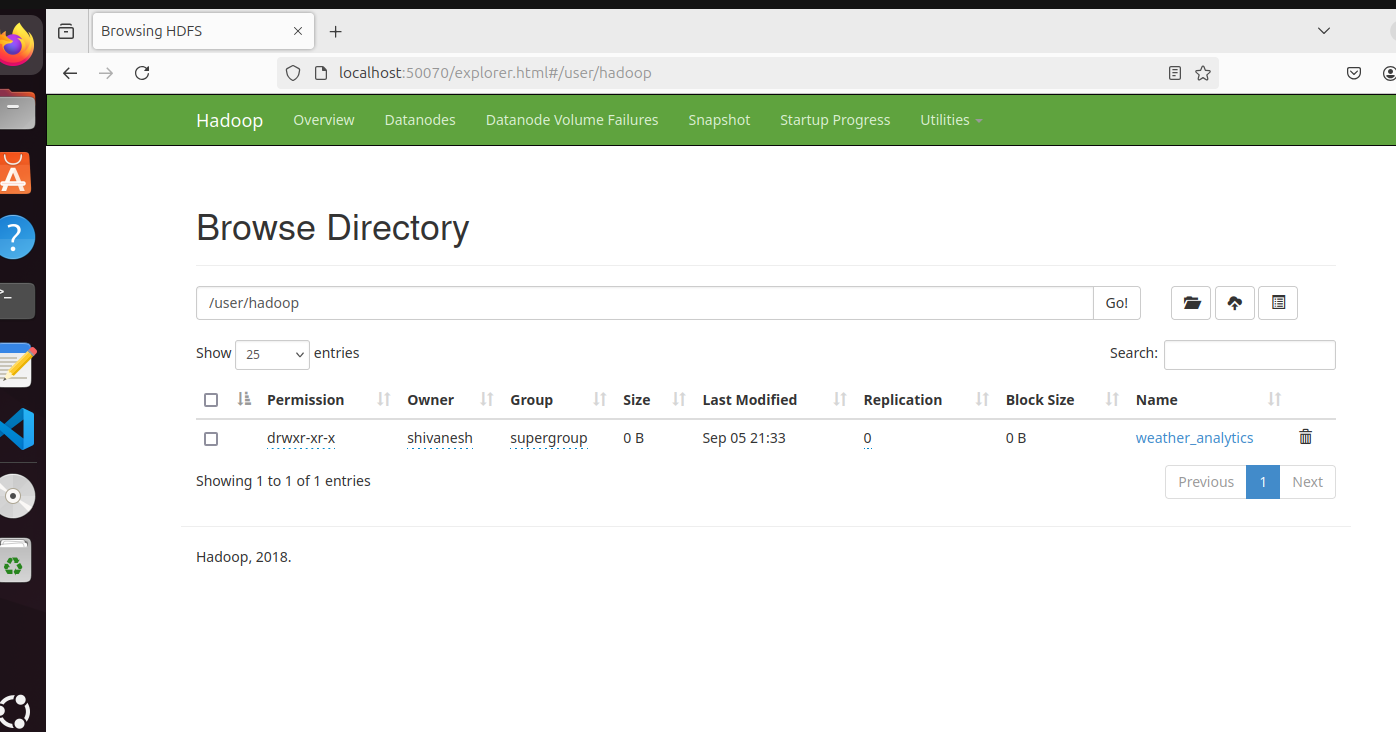 Browsing HDFS
localhost:50070/explorer.html#/user/hadoop
Hadoop Overview Datanodes Datanode Volume Failures Snapshot Startup Progress Utilities
Browse Directory
/user/hadoop Go!
Show 25 entries Search:
Permission Owner Group Size Last Modified Replication Block Size Name
drwxr-xr-x shivanesh supergroup 0 B Sep 05 21:33 0 0 B weather_analytics
Showing 1 to 1 of 1 entries Previous 1 Next
Hadoop, 2018.